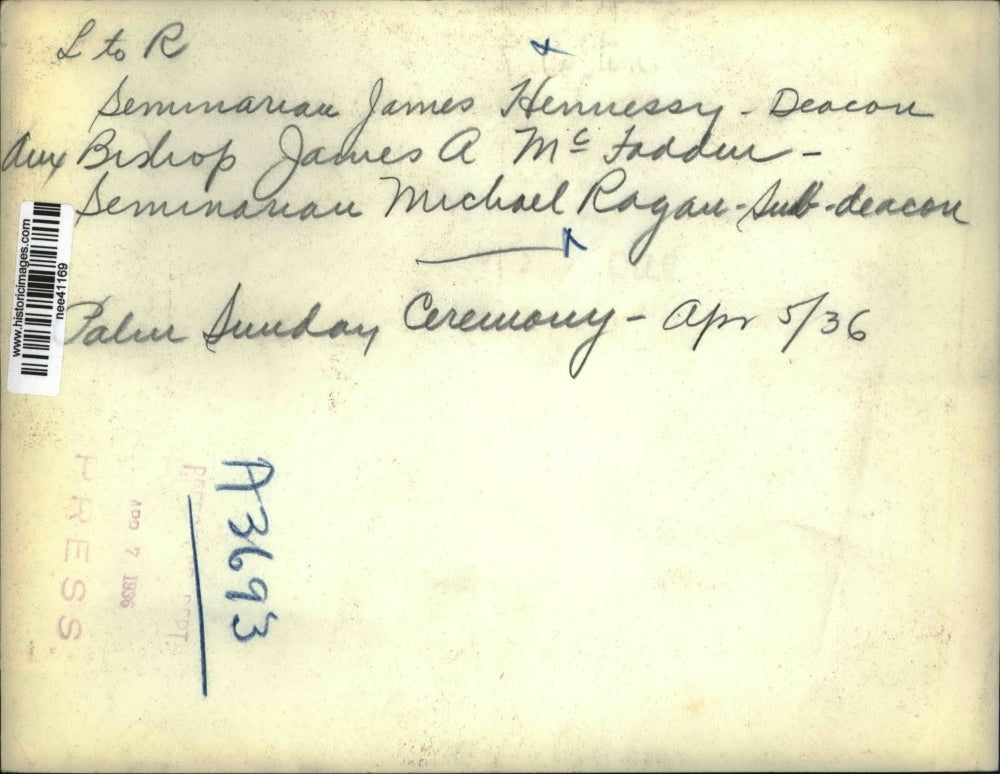 L to R
Seminarian James Hennessy - Deacon
Aux Bishop James A McFadden -
Seminarian Michael Ragan - Sub-deacon
Palm Sunday Ceremony - Apr 5/36
www.historicimages.com
nee41169
A3693
DEPT
7 1936
PRESS